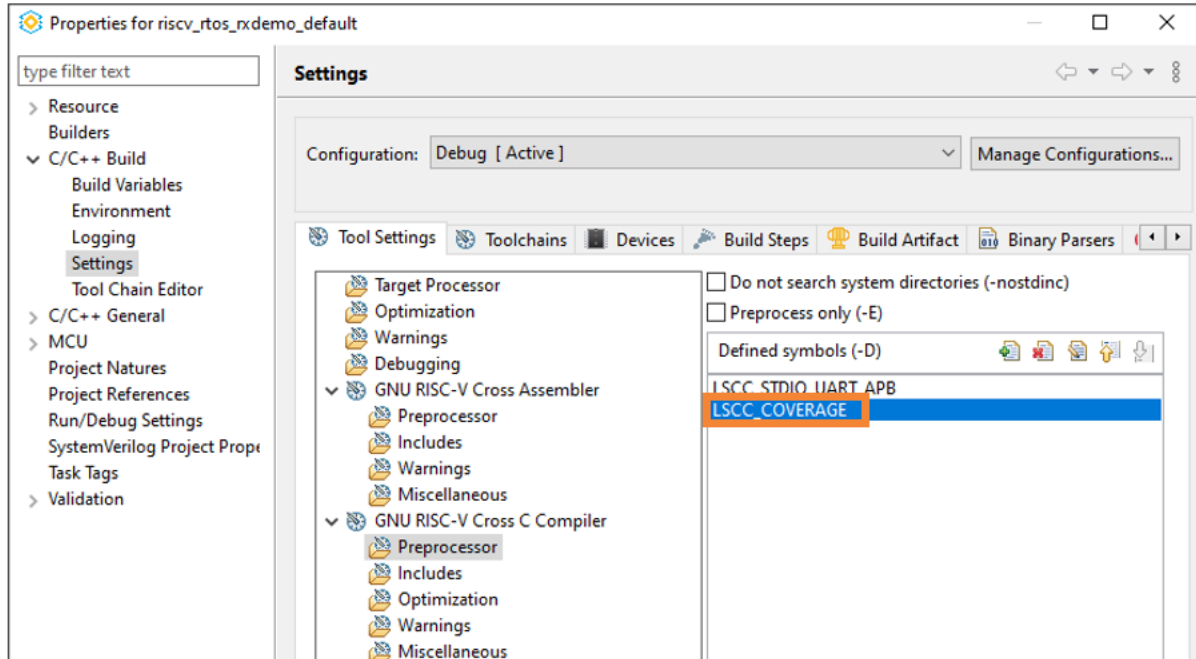 Properties for riscv_rtos_rxdemo_default
type filter text
Resource
Builders
C/C++ Build
Build Variables
Environment
Logging
Settings
Tool Chain Editor
C/C++ General
MCU
Project Natures
Project References
Run/Debug Settings
SystemVerilog Project Prope
Task Tags
Validation
Settings
Configuration: Debug [ Active ]
Manage Configurations...
Tool Settings Toolchains Devices Build Steps Build Artifact Binary Parsers
Target Processor
Optimization
Warnings
Debugging
GNU RISC-V Cross Assembler
Preprocessor
Includes
Warnings
Miscellaneous
GNU RISC-V Cross C Compiler
Preprocessor
Includes
Optimization
Warnings
Miscellaneous
Do not search system directories (-nostdinc)
Preprocess only (-E)
Defined symbols (-D)
LSCC_STDIO_UART_APB
LSCC_COVERAGE